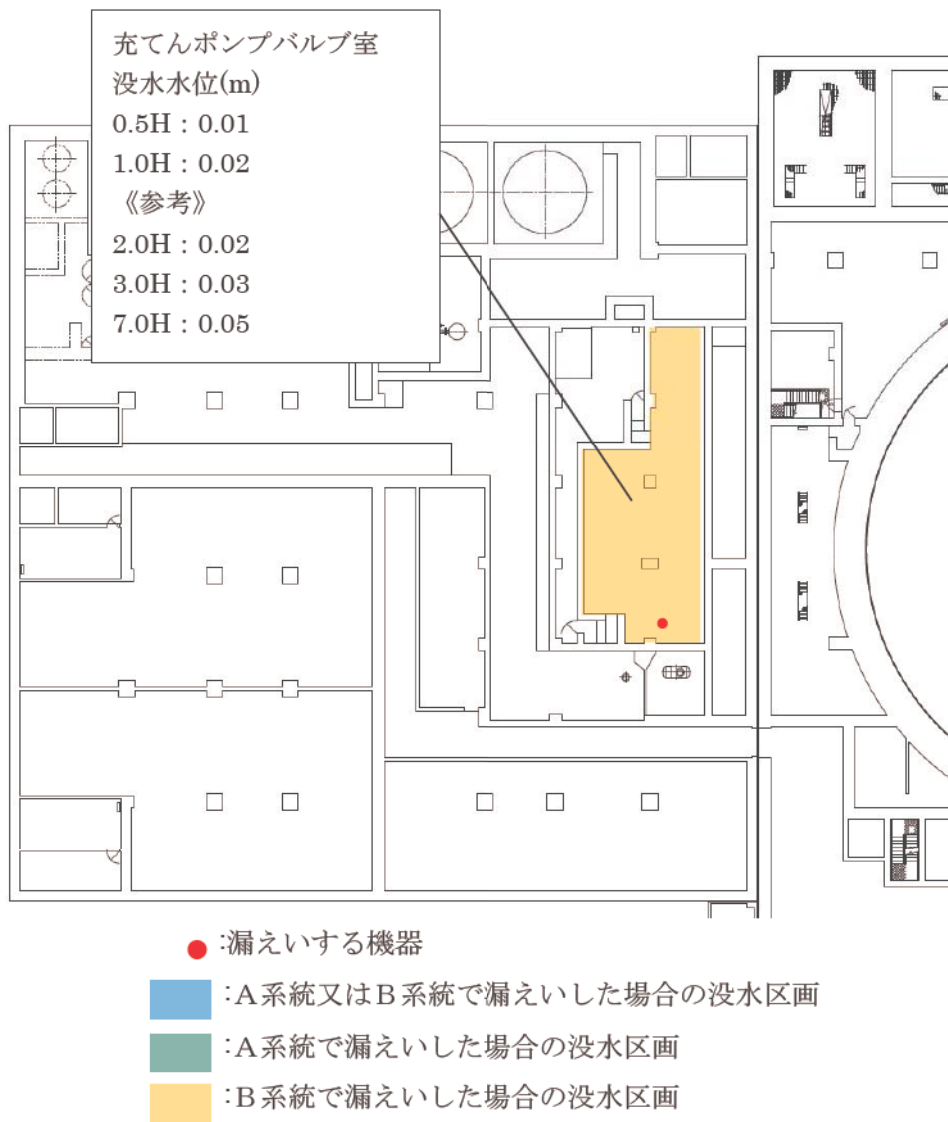 充てんポンプバルブ室
没水水位(m)
0.5H：0.01
1.0H：0.02
《参考》
2.0H：0.02
3.0H：0.03
7.0H：0.05
:漏えいする機器
:A系統又はB系統で漏えいした場合の没水区画
:A系統で漏えいした場合の没水区画
:B系統で漏えいした場合の没水区画